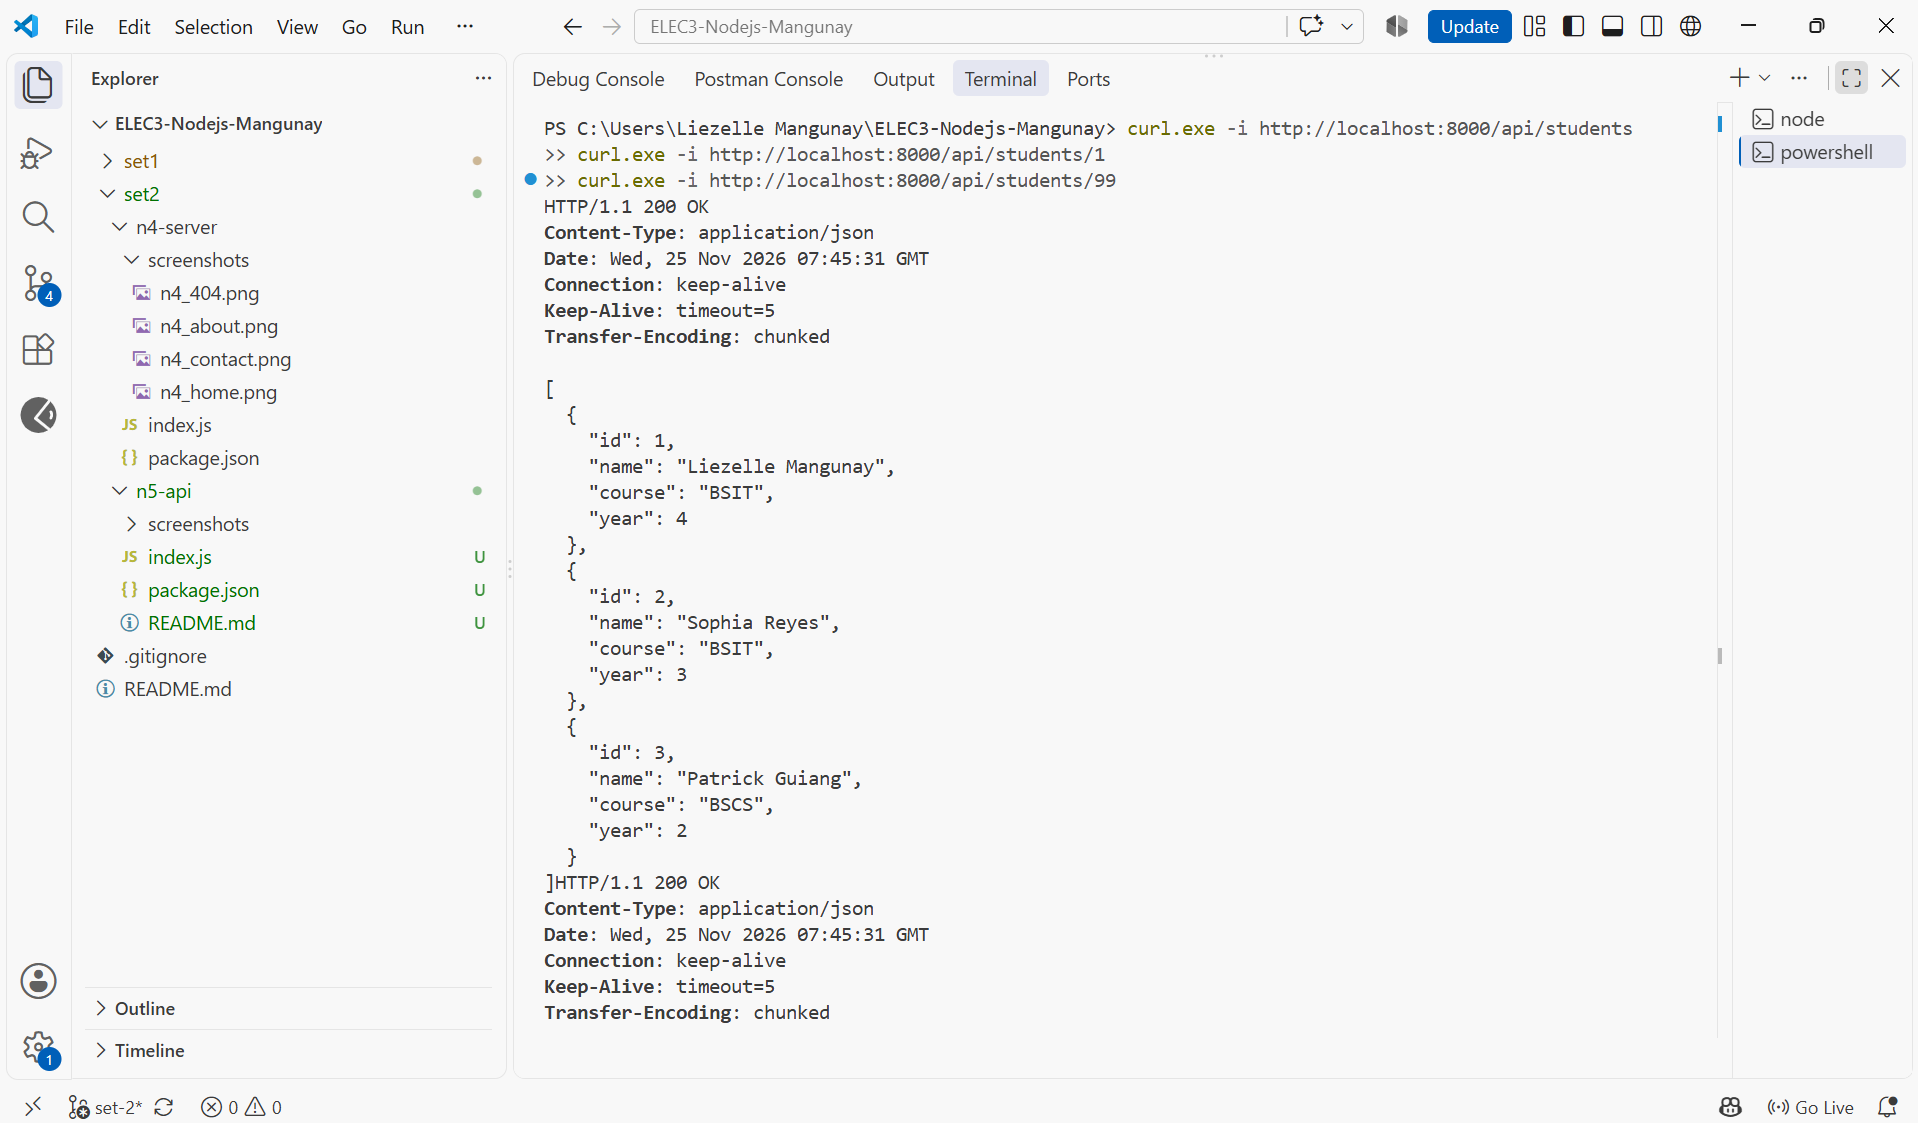 File Edit Selection View Go Run ···
ELEC3-Nodejs-Mangunay
Update
Explorer
ELEC3-Nodejs-Mangunay
set1
set2
n4-server
screenshots
n4_404.png
n4_about.png
n4_contact.png
n4_home.png
JS index.js
{} package.json
n5-api
screenshots
JS index.js U
{} package.json U
README.md U
.gitignore
README.md
Outline
Timeline
4
1
Debug Console Postman Console Output Terminal Ports
PS C:\Users\Liezelle Mangunay\ELEC3-Nodejs-Mangunay> curl.exe -i http://localhost:8000/api/students
>> curl.exe -i http://localhost:8000/api/students/1
>> curl.exe -i http://localhost:8000/api/students/99
HTTP/1.1 200 OK
Content-Type: application/json
Date: Wed, 25 Nov 2026 07:45:31 GMT
Connection: keep-alive
Keep-Alive: timeout=5
Transfer-Encoding: chunked
[
{
"id": 1,
"name": "Liezelle Mangunay",
"course": "BSIT",
"year": 4
},
{
"id": 2,
"name": "Sophia Reyes",
"course": "BSIT",
"year": 3
},
{
"id": 3,
"name": "Patrick Guiang",
"course": "BSCS",
"year": 2
}
]HTTP/1.1 200 OK
Content-Type: application/json
Date: Wed, 25 Nov 2026 07:45:31 GMT
Connection: keep-alive
Keep-Alive: timeout=5
Transfer-Encoding: chunked
node
powershell
set-2* 0 0
Go Live